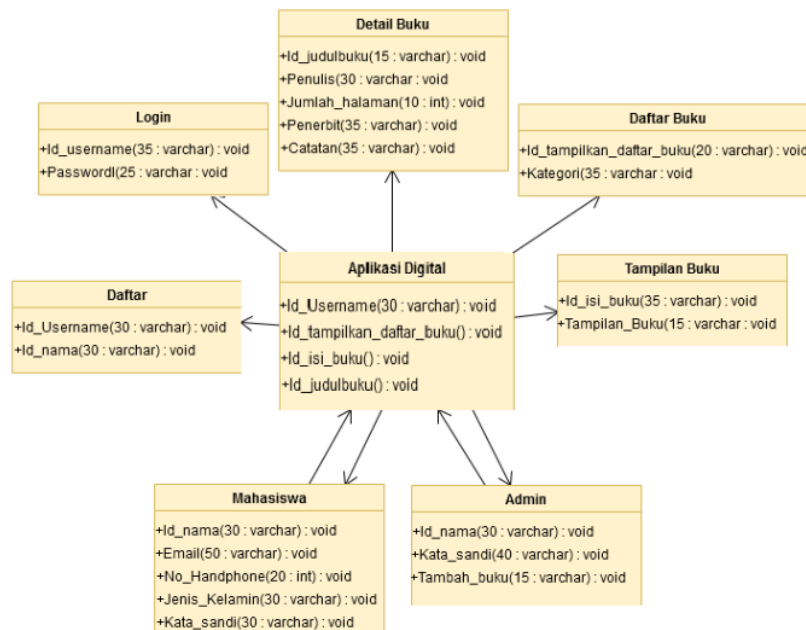 Detail Buku
+Id_judulbuku(15 : varchar) : void
+Penulis(30 : varchar : void
+Jumlah_halaman(10 : int) : void
+Penerbit(35 : varchar) : void
+Catatan(35 : varchar) : void
Login
+Id_username(35 : varchar) : void
+Passwordl(25 : varchar : void
Daftar Buku
+Id_tampilkan_daftar_buku(20 : varchar) : void
+Kategori(35 : varchar : void
Aplikasi Digital
+Id_Username(30 : varchar) : void
+Id_tampilkan_daftar_buku() : void
+Id_isi_buku() : void
+Id_judulbuku() : void
Tampilan Buku
+Id_isi_buku(35 : varchar) : void
+Tampilan_Buku(15 : varchar : void
Daftar
+Id_Username(30 : varchar) : void
+Id_nama(30 : varchar) : void
Mahasiswa
+Id_nama(30 : varchar) : void
+Email(50 : varchar) : void
+No_Handphone(20 : int) : void
+Jenis_Kelamin(30 : varchar) : void
+Kata_sandi(30 : varchar) : void
Admin
+Id_nama(30 : varchar) : void
+Kata_sandi(40 : varchar) : void
+Tambah_buku(15 : varchar) : void